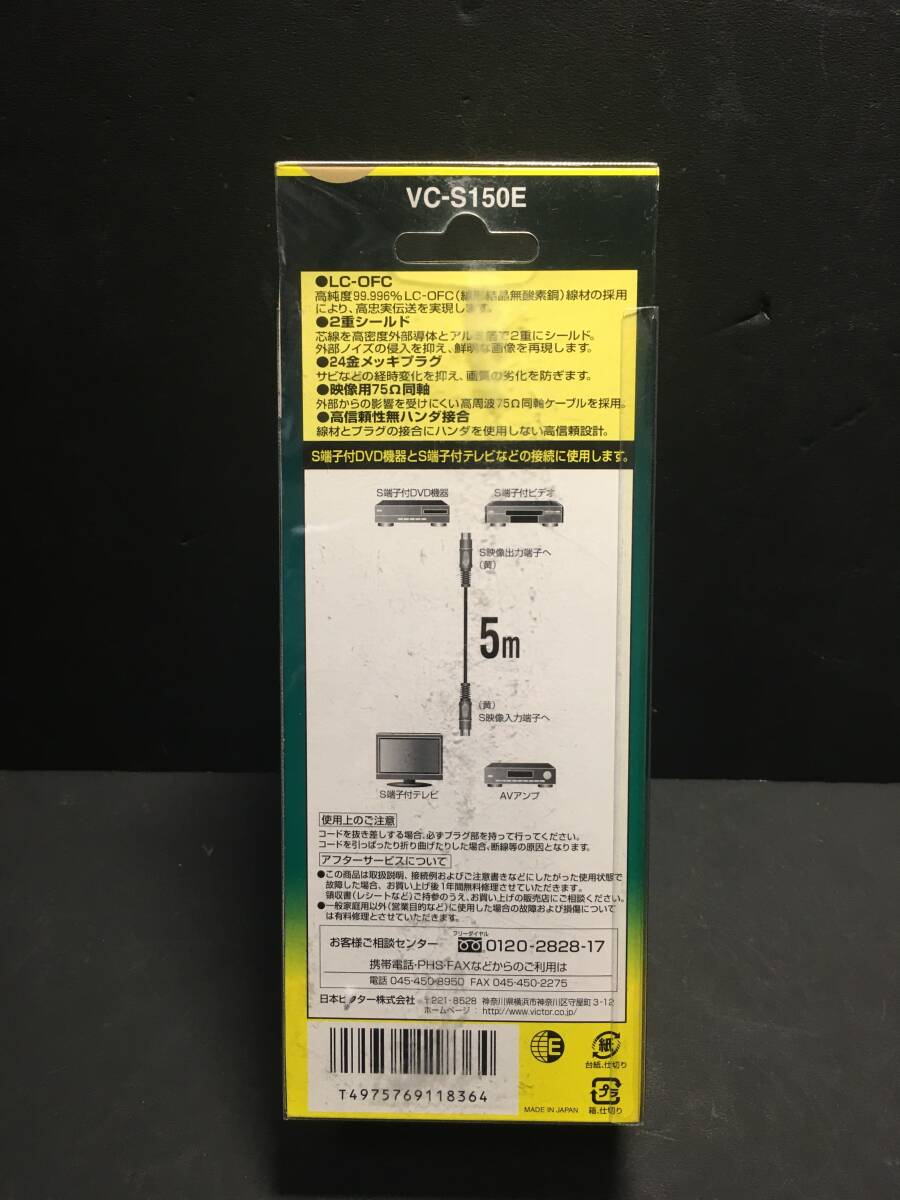 VC-S150E
●LC-OFC
高純度99.996%LC-OFC(線形結晶無酸素銅)線材の採用
により、高忠実伝送を実現します。
●2重シールド
芯線を高密度外部導体とアルミ箔で2重にシールド。
外部ノイズの侵入を抑え、鮮明な画像を再現します。
●24金メッキプラグ
サビなどの経時変化を抑え、画質の劣化を防ぎます。
●映像用75Ω同軸
外部からの影響を受けにくい高周波75Ω同軸ケーブルを採用。
●高信頼性無ハンダ接合
線材とプラグの接合にハンダを使用しない高信頼設計。
S端子付DVD機器とS端子付テレビなどの接続に使用します。
S端子付DVD機器
S端子付ビデオ
S映像出力端子へ
(黄)
5m
(黄)
S映像入力端子へ
S端子付テレビ
AVアンプ
使用上のご注意
コードを抜き差しする場合、必ずプラグ部を持って行ってください。
コードを引っぱったり折り曲げたりした場合、断線等の原因となります。
アフターサービスについて
●この商品は取扱説明、接続例およびご注意書きなどにしたがった使用状態で
故障した場合、お買い上げ後1年間無料修理させていただきます。
領収書(レシートなど)ご持参のうえ、お買い上げの販売店にご相談ください。
●一般家庭用以外(営業目的など)に使用した場合の故障および損傷について
は有料修理とさせていただきます。
フリーダイヤル
お客様ご相談センター 0120-2828-17
携帯電話・PHS・FAXなどからのご利用は
電話 045-450-8950 FAX 045-450-2275
日本ビクター株式会社 〒221-8528 神奈川県横浜市神奈川区守屋町3-12
ホームページ : http://www.victor.co.jp/
T4975769118364
E
紙
台紙、仕切り
プラ
箱、仕切り
MADE IN JAPAN